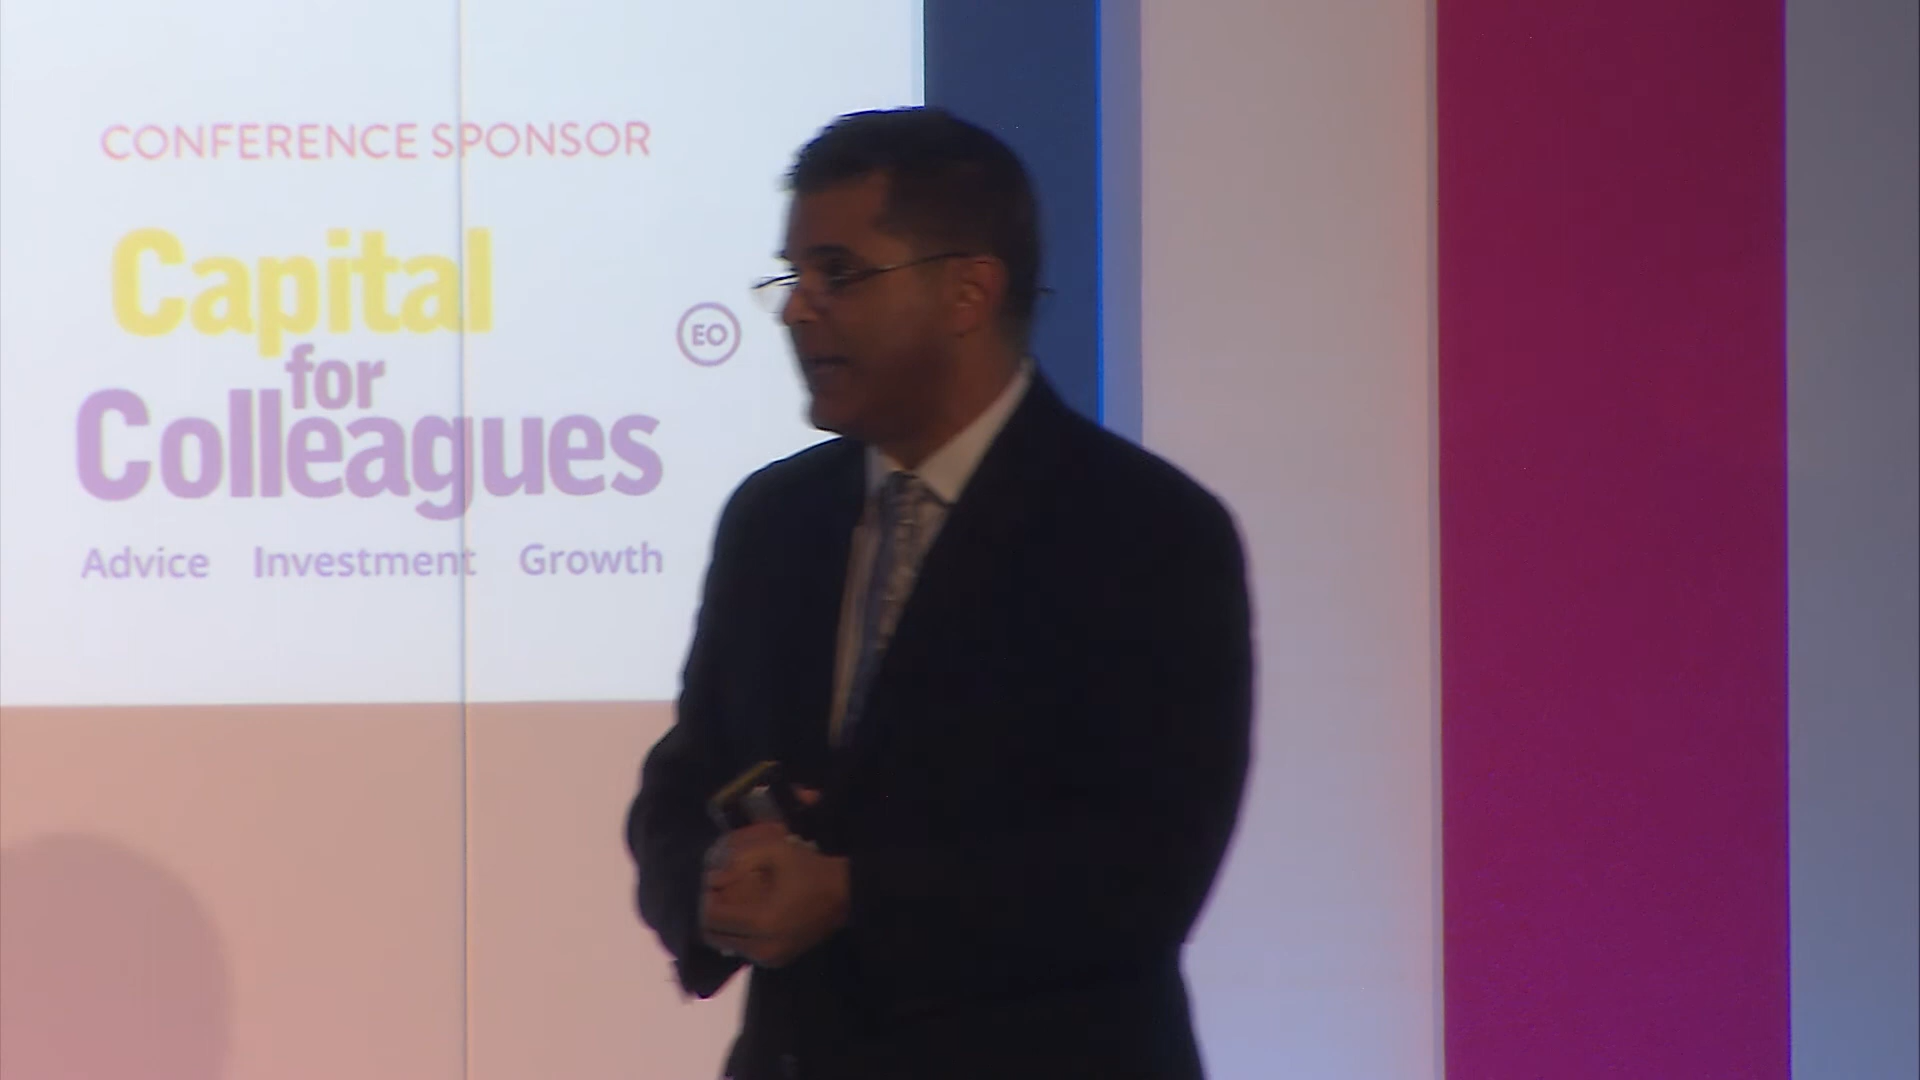 CONFERENCE SPONSOR
Capital
for
Colleagues
EO
Advice Investment Growth